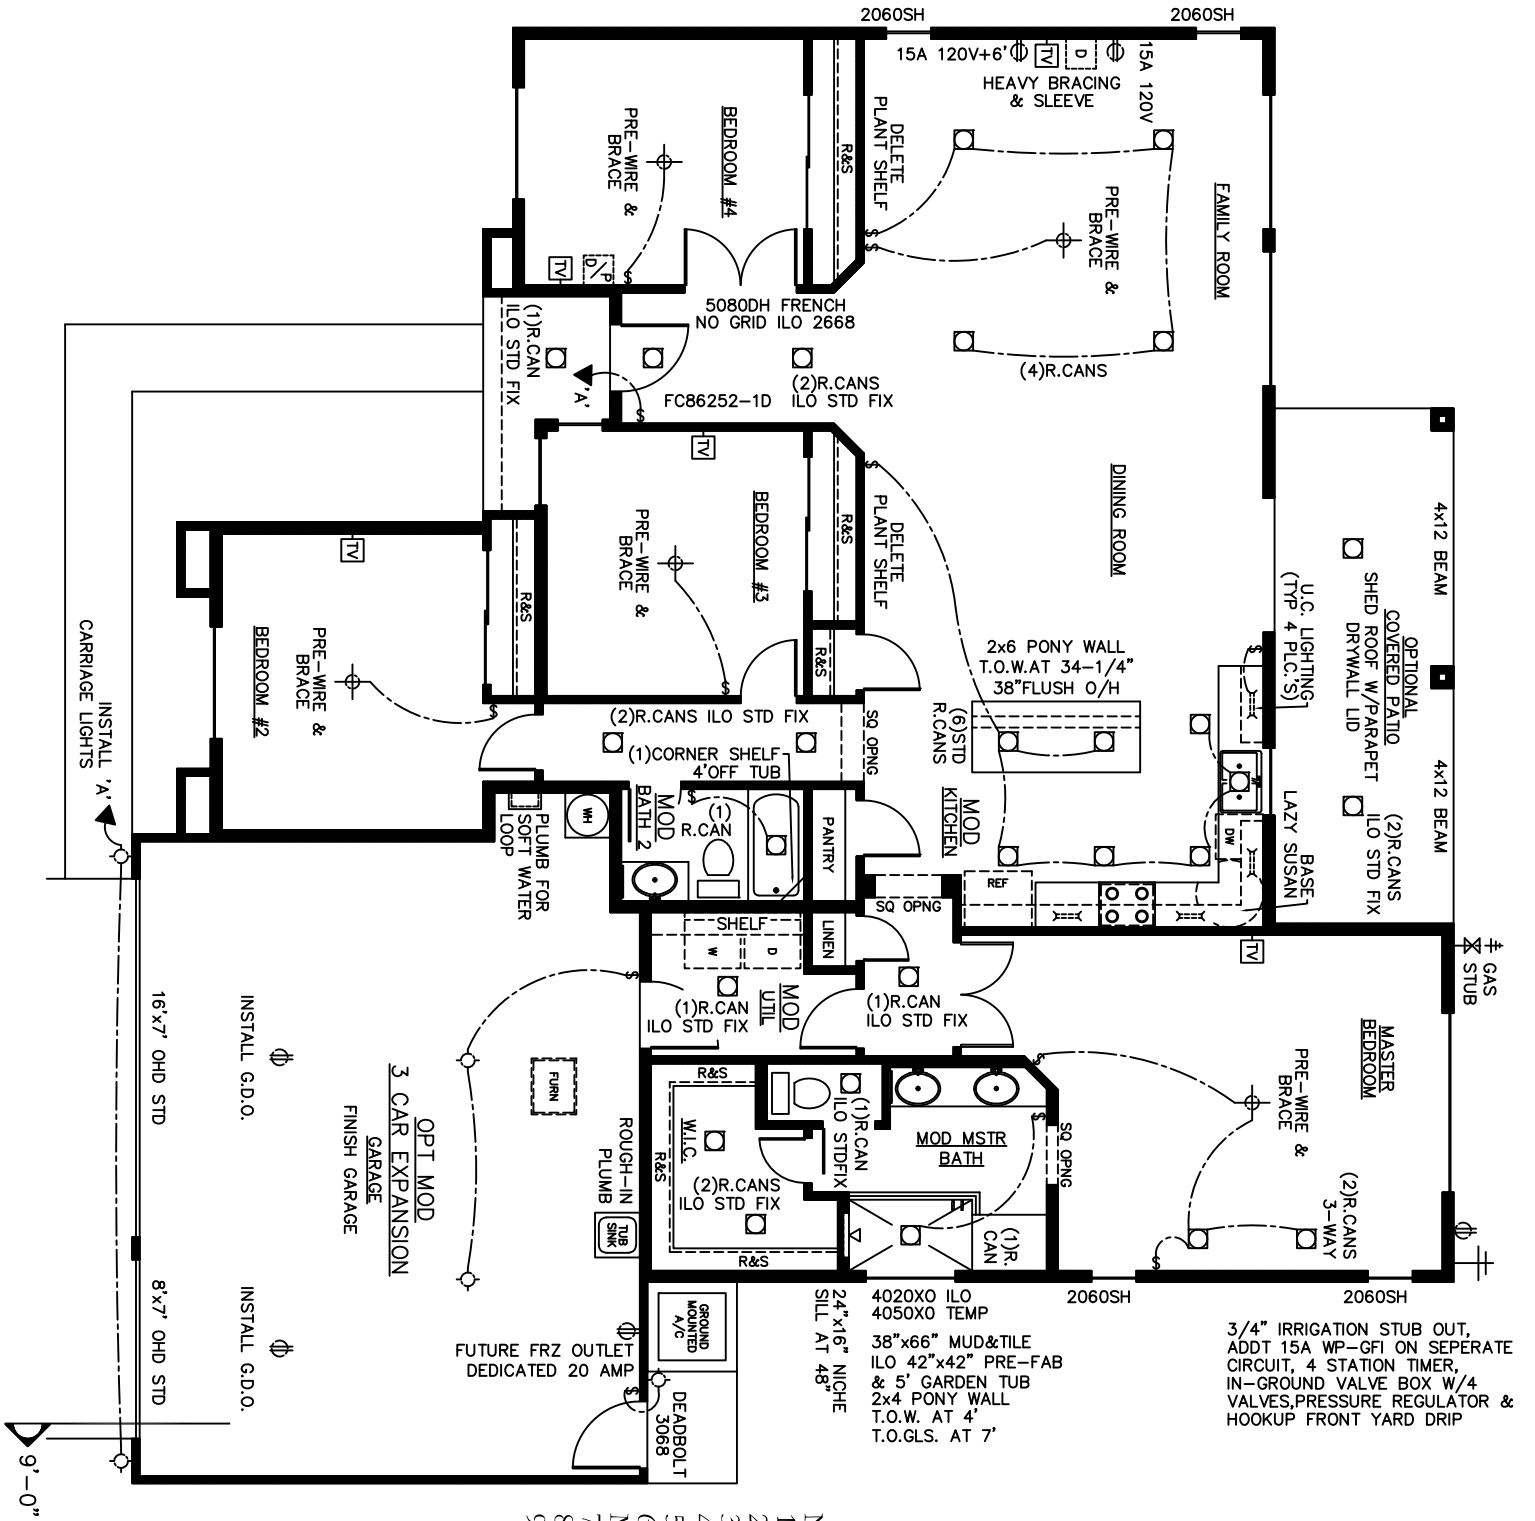 2060SH
2060SH
15A 120V+6'
TV
D
15A 120V
HEAVY BRACING
& SLEEVE
BEDROOM #4
PRE-WIRE &
BRACE
R&S
DELETE
PLANT SHELF
PRE-WIRE &
BRACE
FAMILY ROOM
TV
D/P
5080DH FRENCH
NO GRID ILO 2668
(4)R.CANS
(1)R.CAN
ILO STD FIX
'A'
FC86252-1D
(2)R.CANS
ILO STD FIX
TV
BEDROOM #3
PRE-WIRE &
BRACE
R&S
DELETE
PLANT SHELF
DINING ROOM
4x12 BEAM
OPTIONAL
COVERED PATIO
SHED ROOF W/PARAPET
DRYWALL LID
U.C. LIGHTING
(TYP 4 PLC.'S)
4x12 BEAM
(2)R.CANS
ILO STD FIX
TV
R&S
BEDROOM #2
PRE-WIRE &
BRACE
R&S
2x6 PONY WALL
T.O.W.AT 34-1/4"
38"FLUSH O/H
INSTALL 'A'
CARRIAGE LIGHTS
(2)R.CANS ILO STD FIX
SQ OPNG
(6)STD
R.CANS
(1)CORNER SHELF
4'OFF TUB
MOD
KITCHEN
MOD
BATH 2
(1)
R.CAN
PANTRY
DW
LAZY SUSAN
BASE
WH
PLUMB FOR
SOFT WATER
LOOP
REF
SQ OPNG
SHELF
W
D
LINEN
TV
GAS
STUB
MOD
UTIL
(1)R.CAN
ILO STD FIX
(1)R.CAN
ILO STD FIX
MASTER
BEDROOM
PRE-WIRE &
BRACE
16'x7' OHD STD
INSTALL G.D.O.
OPT MOD
3 CAR EXPANSION
GARAGE
FINISH GARAGE
FURN
ROUGH-IN
PLUMB
TUB
SINK
R&S
W.I.C.
R&S
(2)R.CANS
ILO STD FIX
R&S
(1)R.CAN
ILO STDFIX
MOD MSTR
BATH
SQ OPNG
(1)R.
CAN
(2)R.CANS
3-WAY
8'x7' OHD STD
INSTALL G.D.O.
GROUND
MOUNTED
A/C
24"x16" NICHE
SILL AT 48"
4020XO ILO
4050XO TEMP
2060SH
2060SH
FUTURE FRZ OUTLET
DEDICATED 20 AMP
38"x66" MUD&TILE
ILO 42"x42" PRE-FAB
& 5' GARDEN TUB
2x4 PONY WALL
T.O.W. AT 4'
T.O.GLS. AT 7'
DEADBOLT
3068
3/4" IRRIGATION STUB OUT,
ADDT 15A WP-GFI ON SEPERATE
CIRCUIT, 4 STATION TIMER,
IN-GROUND VALVE BOX W/4
VALVES,PRESSURE REGULATOR &
HOOKUP FRONT YARD DRIP
9'-0"